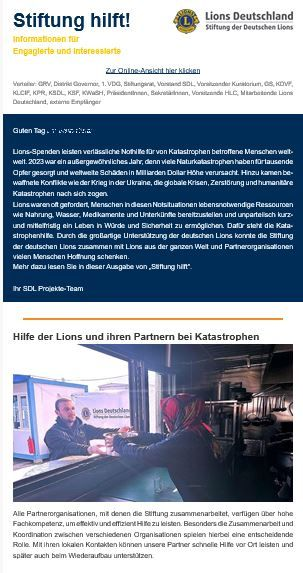 Stiftung hilft!
Informationen für
Engagierte und Interessierte
Lions Deutschland
Stiftung der Deutschen Lions
Zur Online-Ansicht hier klicken
Verteiler: GRV, Distrikt Governor, 1. VDG, Stiftungsrat, Vorstand SDL, Vorsitzender Kuratorium, GS, KDVF,
KLCIF, KPR, KSDL, KSF, KWaSH, PräsidentInnen, SekretärInnen, Vorsitzende HLC, Mitarbeitende Lions
Deutschland, externe Empfänger
Guten Tag
Lions-Spenden leisten verlässliche Nothilfe für von Katastrophen betroffene Menschen welt-
weit. 2023 war ein außergewöhnliches Jahr, denn viele Naturkatastrophen haben für tausende
Opfer gesorgt und weltweite Schäden in Milliarden Dollar Höhe verursacht. Hinzu kamen be-
waffnete Konflikte wie der Krieg in der Ukraine, die globale Krisen, Zerstörung und humanitäre
Katastrophen nach sich zogen.
Lions waren oft gefordert, Menschen in diesen Notsituationen lebensnotwendige Ressourcen
wie Nahrung, Wasser, Medikamente und Unterkünfte bereitzustellen und unparteilich kurz-
und mittelfristig ein Leben in Würde und Sicherheit zu ermöglichen. Dafür steht die Kata-
strophenhilfe. Durch die großartige Unterstützung der deutschen Lions konnte die Stiftung
der deutschen Lions zusammen mit Lions aus der ganzen Welt und Partnerorganisationen
vielen Menschen Hoffnung schenken.
Mehr dazu lesen Sie in dieser Ausgabe von „Stiftung hilft".
Ihr SDL Projekte-Team
Hilfe der Lions und ihren Partnern bei Katastrophen
Lions Deutschland
Alle Partnerorganisationen, mit denen die Stiftung zusammenarbeitet, verfügen über hohe
Fachkompetenz, um effektiv und effizient Hilfe zu leisten. Besonders die Zusammenarbeit und
Koordination zwischen verschiedenen Organisationen spielen hierbei eine entscheidende
Rolle. Mit ihren lokalen Kontakten können unsere Partner schnelle Hilfe vor Ort leisten und
später auch beim Wiederaufbau unterstützen.